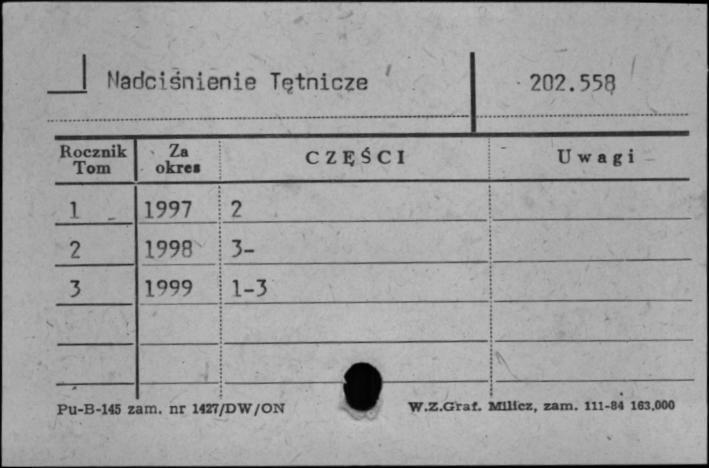 Nadciśnienie Tętnicze 202.558
Rocznik Tom Za okres CZĘŚCI Uwagi
1 1997 2
2 1998 3-
3 1999 1-3
Pu-B-145 zam. nr 1427/DW/ON W.Z.Graf. Milicz, zam. 111-84 163,000